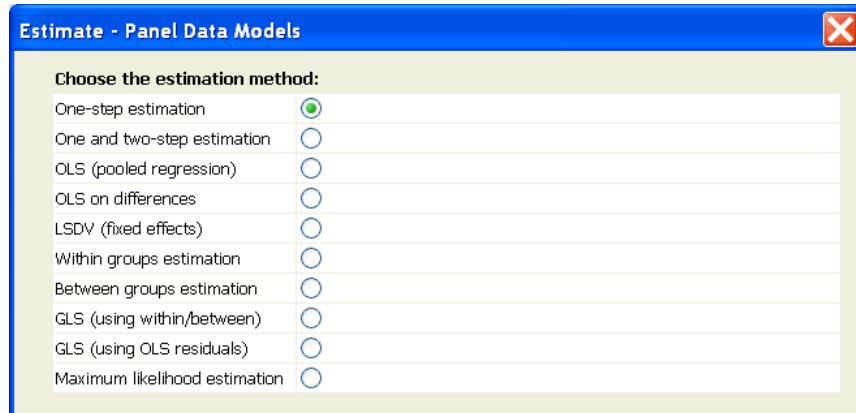 Estimate - Panel Data Models
Choose the estimation method:
One-step estimation
One and two-step estimation
OLS (pooled regression)
OLS on differences
LSDV (fixed effects)
Within groups estimation
Between groups estimation
GLS (using within/between)
GLS (using OLS residuals)
Maximum likelihood estimation